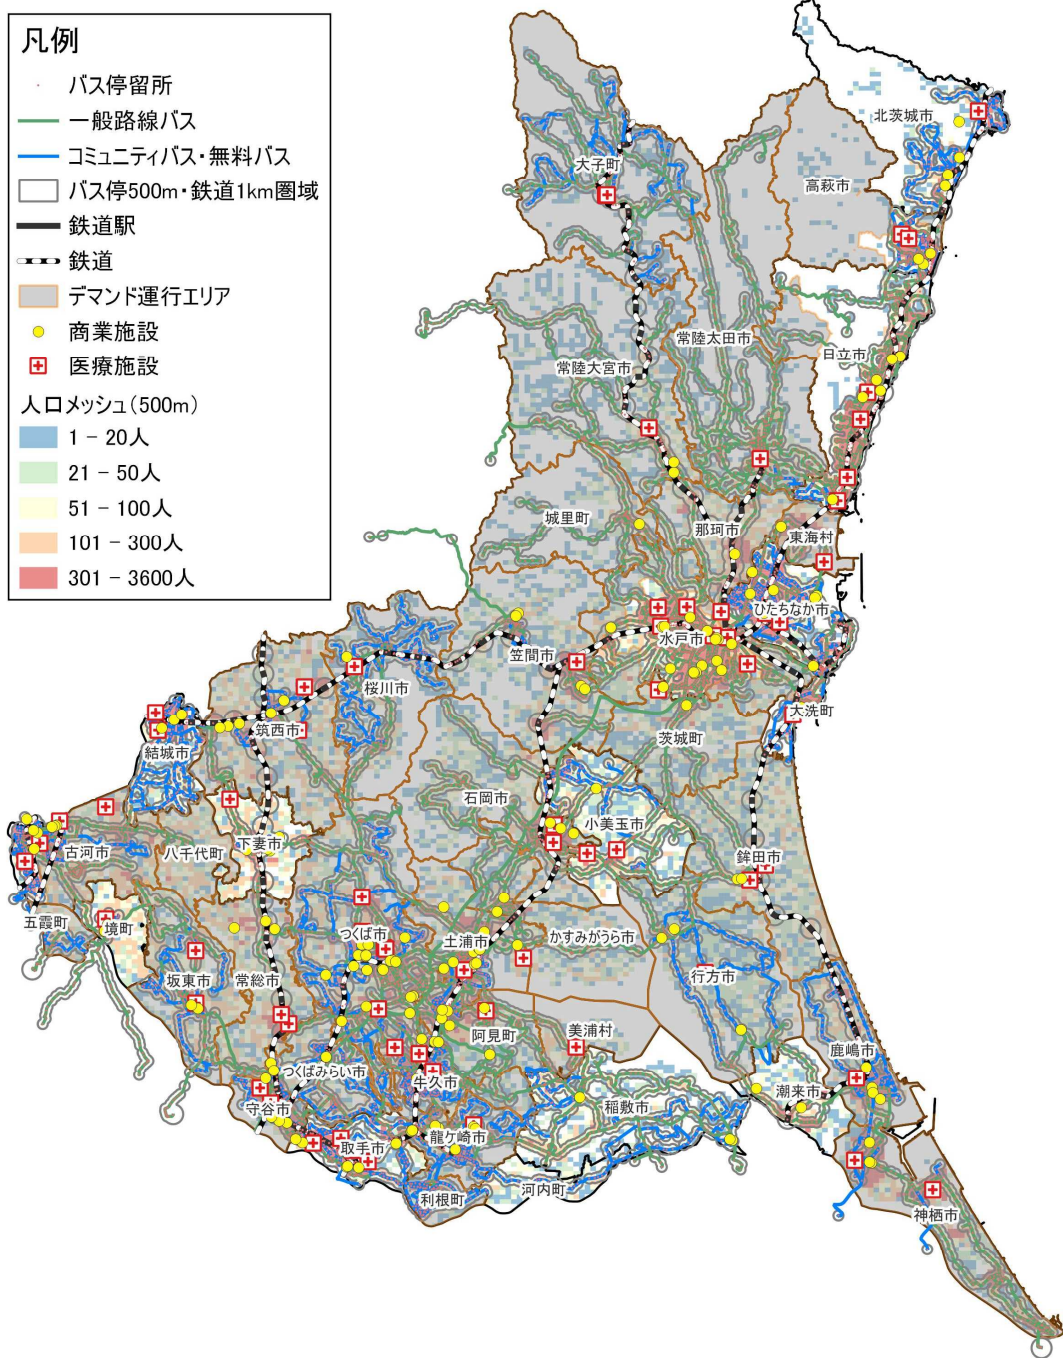 凡例
バス停留所
一般路線バス
コミュニティバス・無料バス
バス停500m・鉄道1km圏域
鉄道駅
鉄道
デマンド運行エリア
商業施設
医療施設
人口メッシュ（500m）
1 － 20人
21 － 50人
51 － 100人
101 － 300人
301 － 3600人
北茨城市
大子町
高萩市
常陸太田市
日立市
常陸大宮市
城里町
那珂市
東海村
ひたちなか市
水戸市
笠間市
桜川市
大洗町
筑西市
茨城町
結城市
石岡市
小美玉市
下妻市
古河市
八千代町
鉾田市
五霞町
境町
つくば市
土浦市
かすみがうら市
坂東市
常総市
行方市
阿見町
美浦村
鹿嶋市
つくばみらい市
牛久市
潮来市
守谷市
稲敷市
龍ケ崎市
取手市
河内町
利根町
神栖市